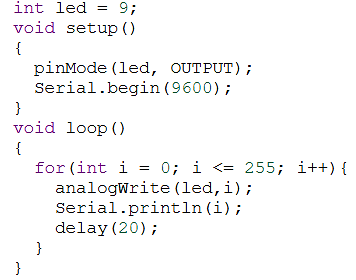 int led = 9;
void setup()
{
  pinMode(led, OUTPUT);
  Serial.begin(9600);
}
void loop()
{
  for(int i = 0; i <= 255; i++){
    analogWrite(led,i);
    Serial.println(i);
    delay(20);
  }
}